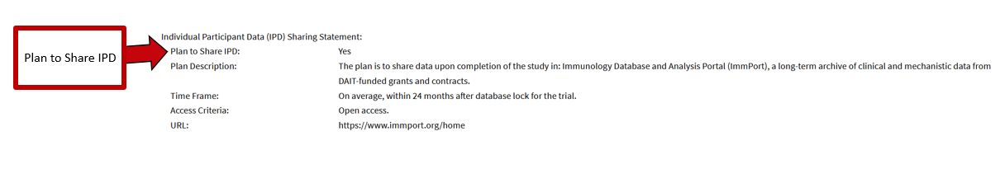 Plan to Share IPD
Individual Participant Data (IPD) Sharing Statement:
Plan to Share IPD: Yes
Plan Description: The plan is to share data upon completion of the study in: Immunology Database and Analysis Portal (ImmPort), a long-term archive of clinical and mechanistic data from
DAIT-funded grants and contracts.
Time Frame: On average, within 24 months after database lock for the trial.
Access Criteria: Open access.
URL: https://www.immport.org/home